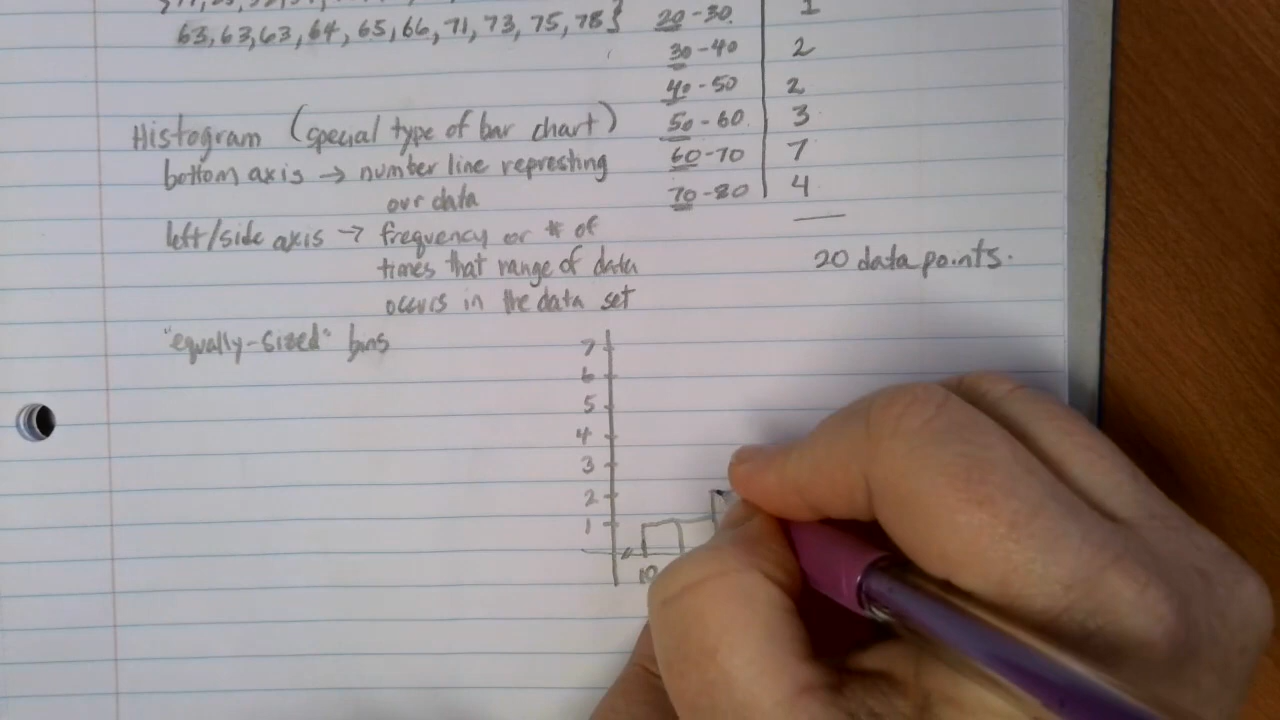 63, 63, 63, 64, 65, 66, 71, 73, 75, 78}
20-30 1
30-40 2
40-50 2
50-60 3
60-70 7
70-80 4
20 data points.
Histogram (special type of bar chart)
bottom axis → number line represting
our data
left/side axis → frequency or # of
times that range of data
occurs in the data set
"equally-sized" bins
7
6
5
4
3
2
1
10